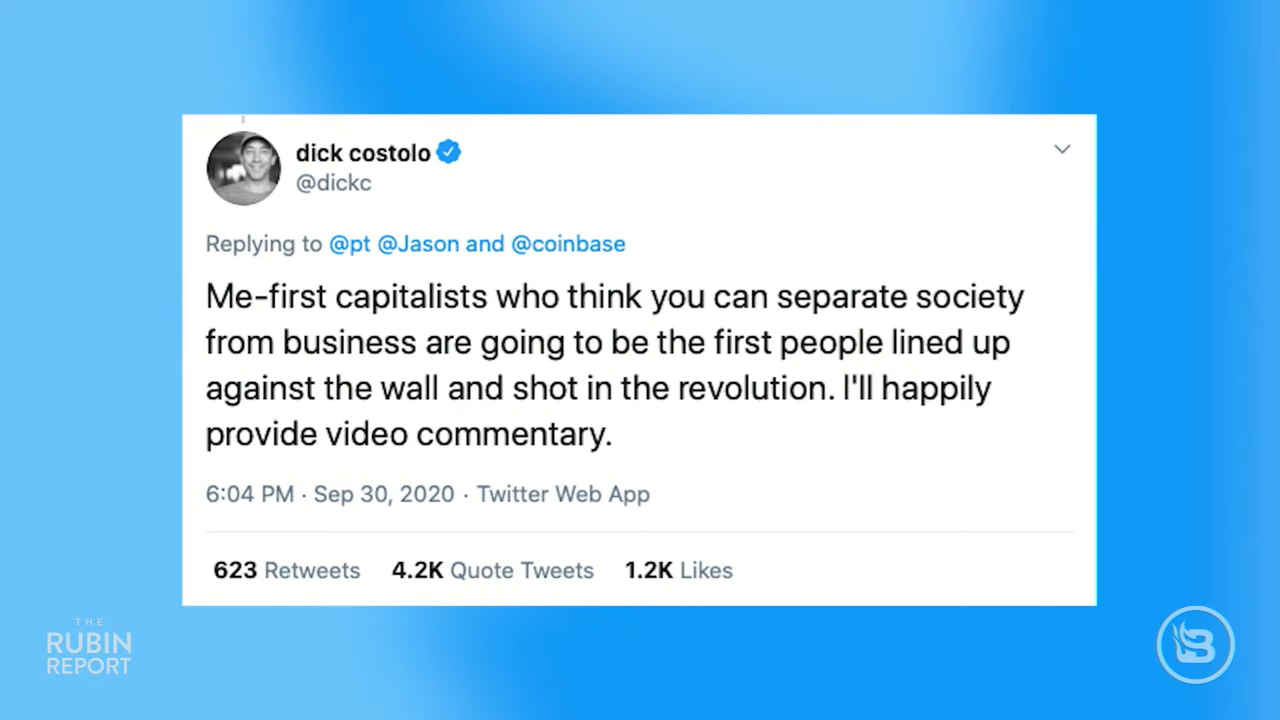 dick costolo
@dickc
Replying to @pt @Jason and @coinbase
Me-first capitalists who think you can separate society
from business are going to be the first people lined up
against the wall and shot in the revolution. I'll happily
provide video commentary.
6:04 PM · Sep 30, 2020 · Twitter Web App
623 Retweets 4.2K Quote Tweets 1.2K Likes
THE
RUBIN
REPORT
B